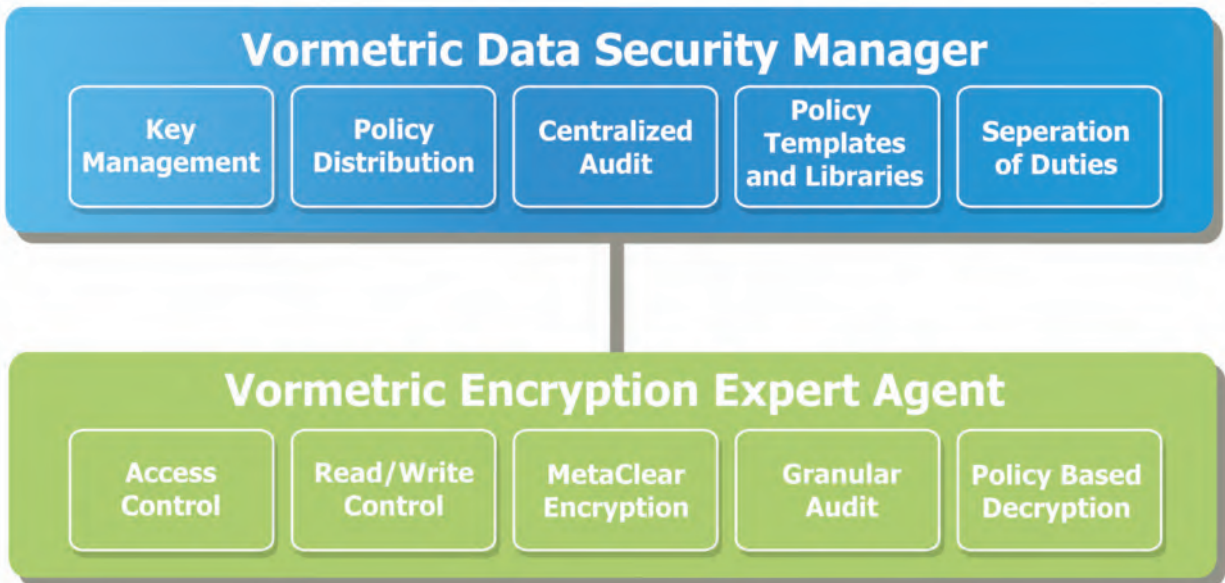 Vormetric Data Security Manager
Key
Management
Policy
Distribution
Centralized
Audit
Policy
Templates
and Libraries
Seperation
of Duties
Vormetric Encryption Expert Agent
Access
Control
Read/Write
Control
MetaClear
Encryption
Granular
Audit
Policy Based
Decryption